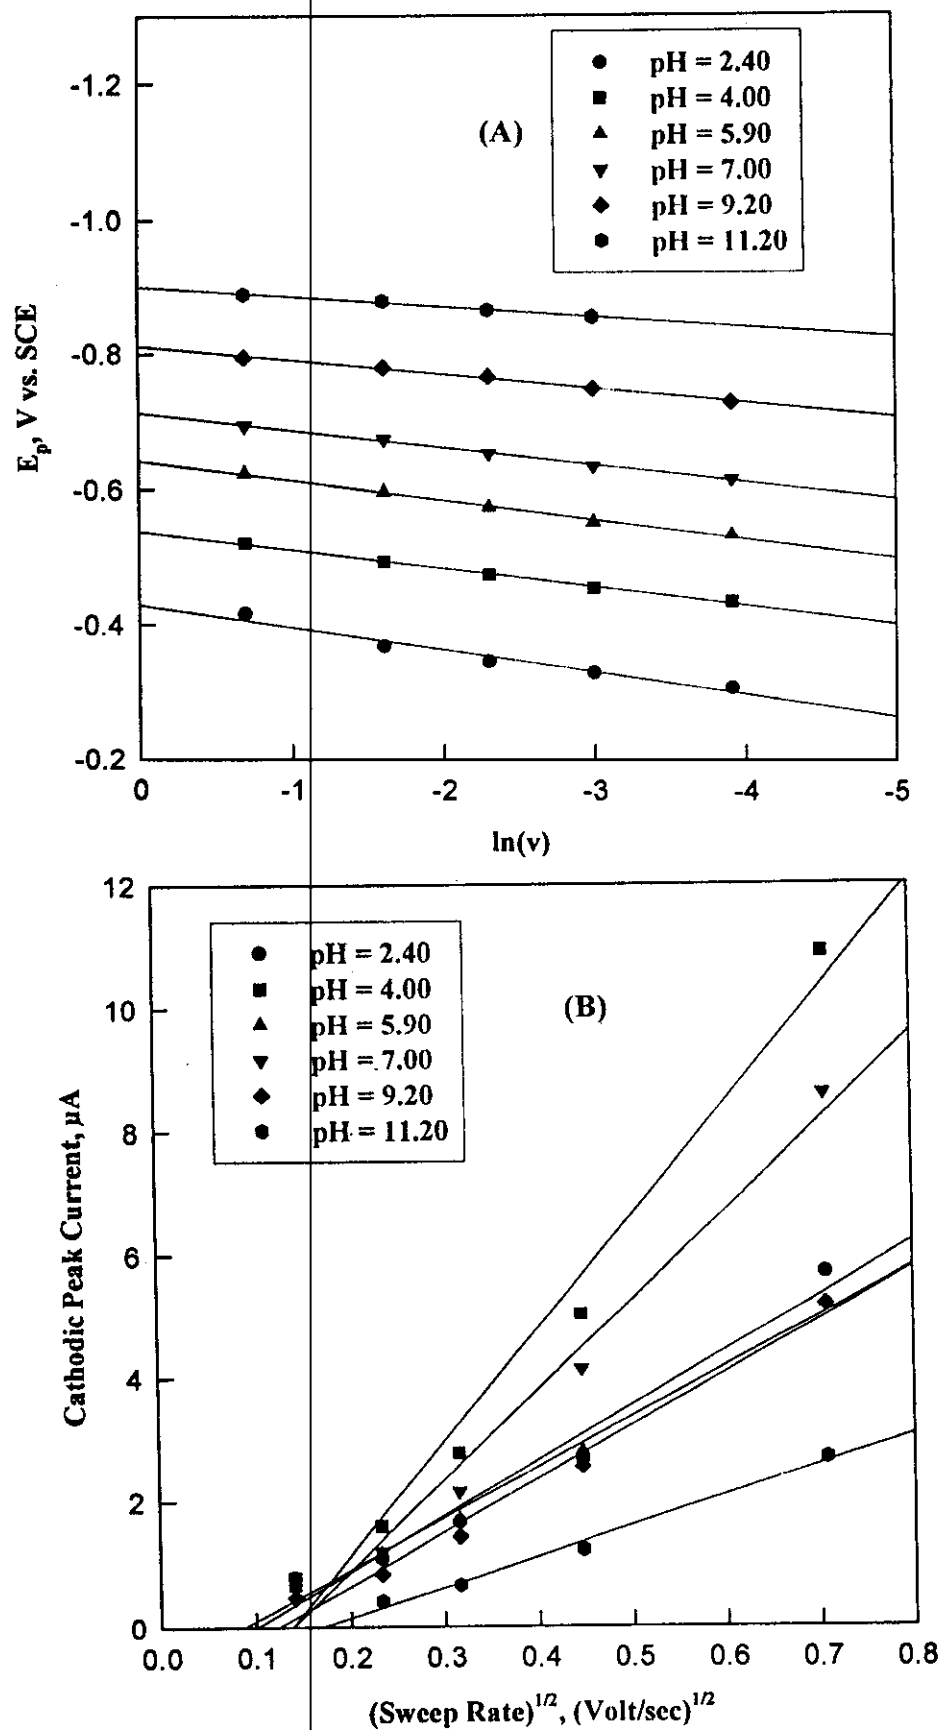 -1.2
-1.0
-0.8
-0.6
-0.4
-0.2
E_p, V vs. SCE
(A)
pH = 2.40
pH = 4.00
pH = 5.90
pH = 7.00
pH = 9.20
pH = 11.20
0 -1 -2 -3 -4 -5
ln(v)
12
10
8
6
4
2
0
Cathodic Peak Current, µA
(B)
pH = 2.40
pH = 4.00
pH = 5.90
pH = 7.00
pH = 9.20
pH = 11.20
0.0 0.1 0.2 0.3 0.4 0.5 0.6 0.7 0.8
(Sweep Rate)^1/2, (Volt/sec)^1/2